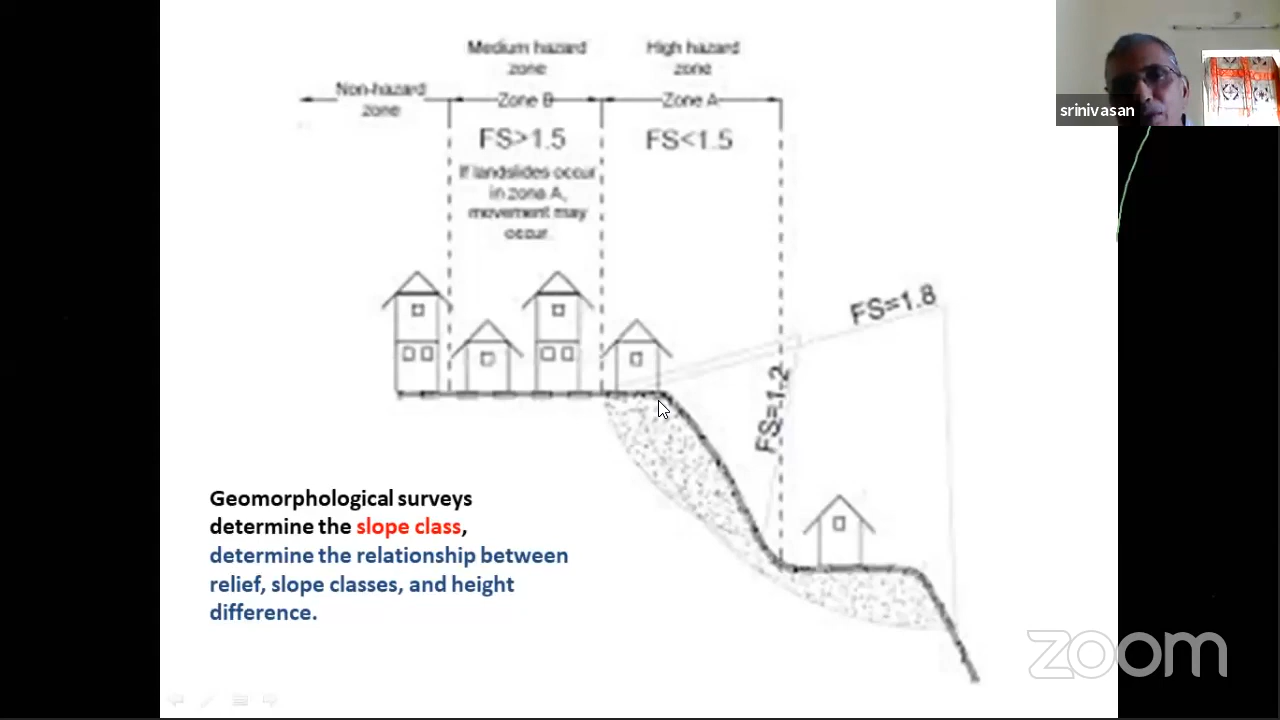 Medium hazard
zone
High hazard
zone
Non-hazard
zone
Zone B
Zone A
FS>1.5
FS<1.5
If landslides occur
in zone A,
movement may
occur.
FS=1.8
FS=1.2
Geomorphological surveys
determine the slope class,
determine the relationship between
relief, slope classes, and height
difference.
srinivasan
zoom